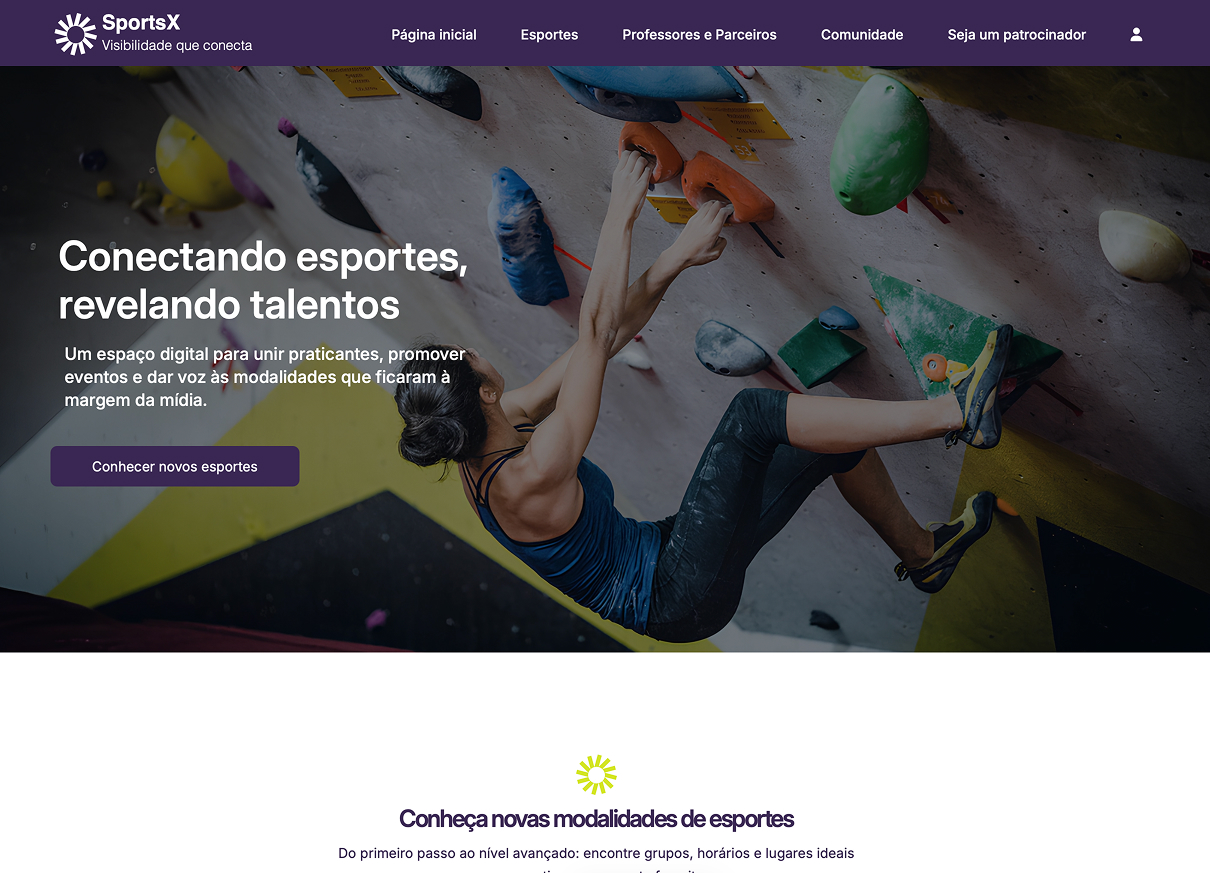 SportsX
Visibilidade que conecta
Página inicial
Esportes
Professores e Parceiros
Comunidade
Seja um patrocinador
Conectando esportes,
revelando talentos
Um espaço digital para unir praticantes, promover
eventos e dar voz às modalidades que ficaram à
margem da mídia.
Conhecer novos esportes
Conheça novas modalidades de esportes
Do primeiro passo ao nível avançado: encontre grupos, horários e lugares ideais